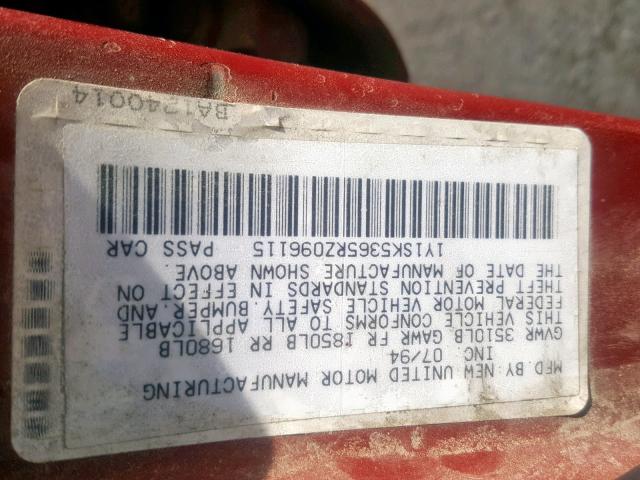 MFD.BY:NEW UNITED MOTOR MANUFACTURING
INC 07/94
GVWR 3510LB GAWR FR 1850LB RR 1680LB
THIS VEHICLE CONFORMS TO ALL APPLICABLE
FEDERAL MOTOR VEHICLE SAFETY.BUMPER.AND
THEFT PREVENTION STANDARDS IN EFFECT ON
THE DATE OF MANUFACTURE SHOWN ABOVE.
1Y1SK5365RZ096115 PASS CAR
BA1240014